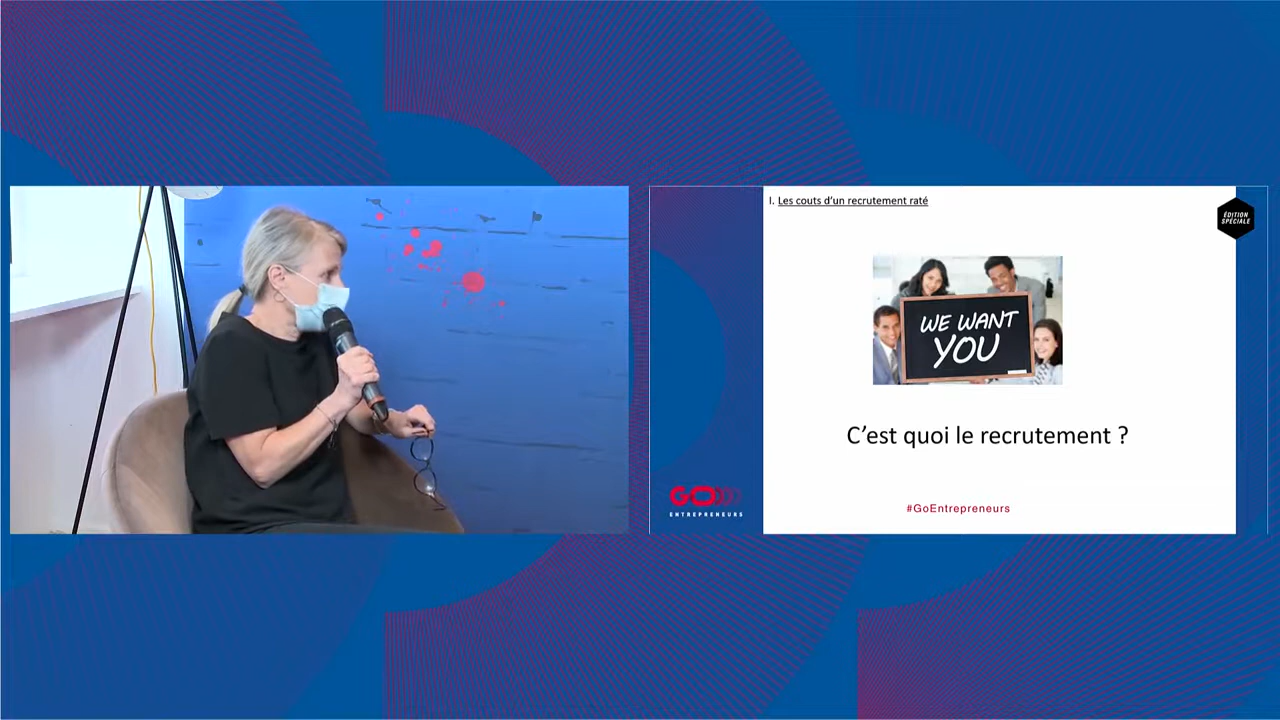 I. Les couts d’un recrutement raté
ÉDITION
SPÉCIALE
WE WANT
YOU
C’est quoi le recrutement ?
GO
ENTREPRENEURS
#GoEntrepreneurs